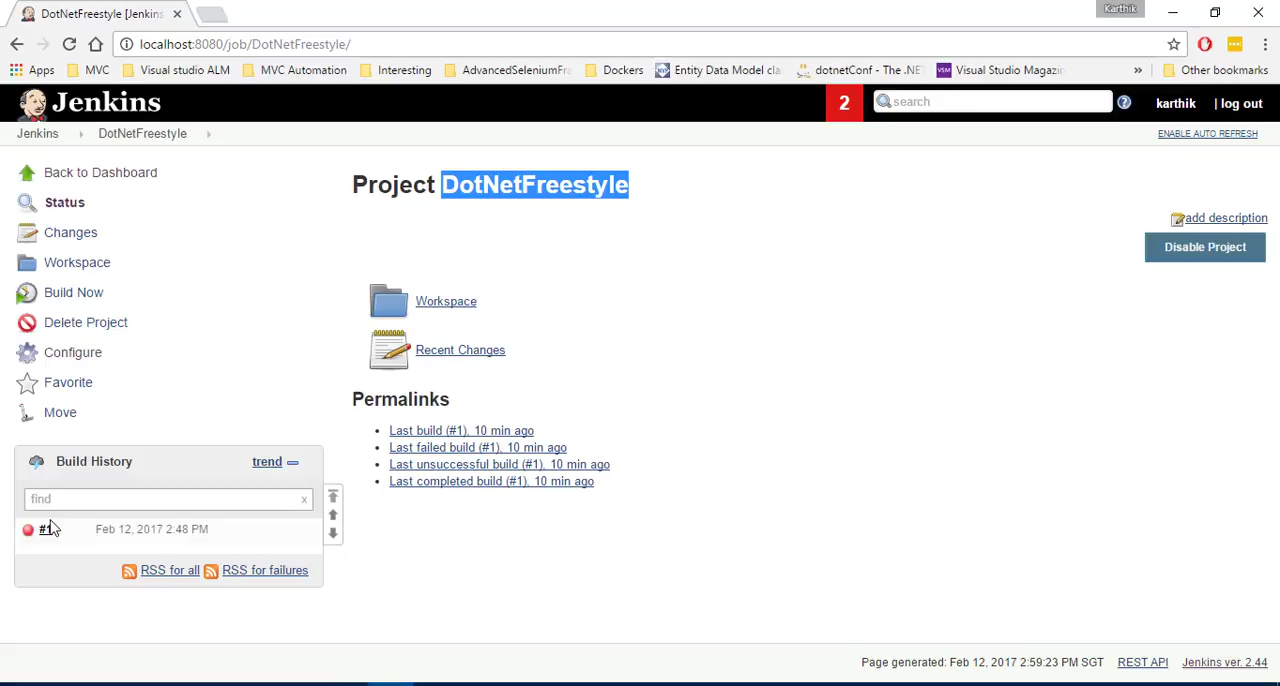 DotNetFreestyle [Jenkins
Karthik
localhost:8080/job/DotNetFreestyle/
Apps MVC Visual studio ALM MVC Automation Interesting AdvancedSeleniumFra Dockers Entity Data Model cla dotnetConf - The .NE Visual Studio Magazin » Other bookmarks
Jenkins 2 search karthik | log out
Jenkins DotNetFreestyle ENABLE AUTO REFRESH
Back to Dashboard
Status
Changes
Workspace
Build Now
Delete Project
Configure
Favorite
Move
Project DotNetFreestyle
add description
Disable Project
Workspace
Recent Changes
Permalinks
• Last build (#1), 10 min ago
• Last failed build (#1), 10 min ago
• Last unsuccessful build (#1), 10 min ago
• Last completed build (#1), 10 min ago
Build History trend
find x
#1 Feb 12, 2017 2:48 PM
RSS for all RSS for failures
Page generated: Feb 12, 2017 2:59:23 PM SGT REST API Jenkins ver. 2.44